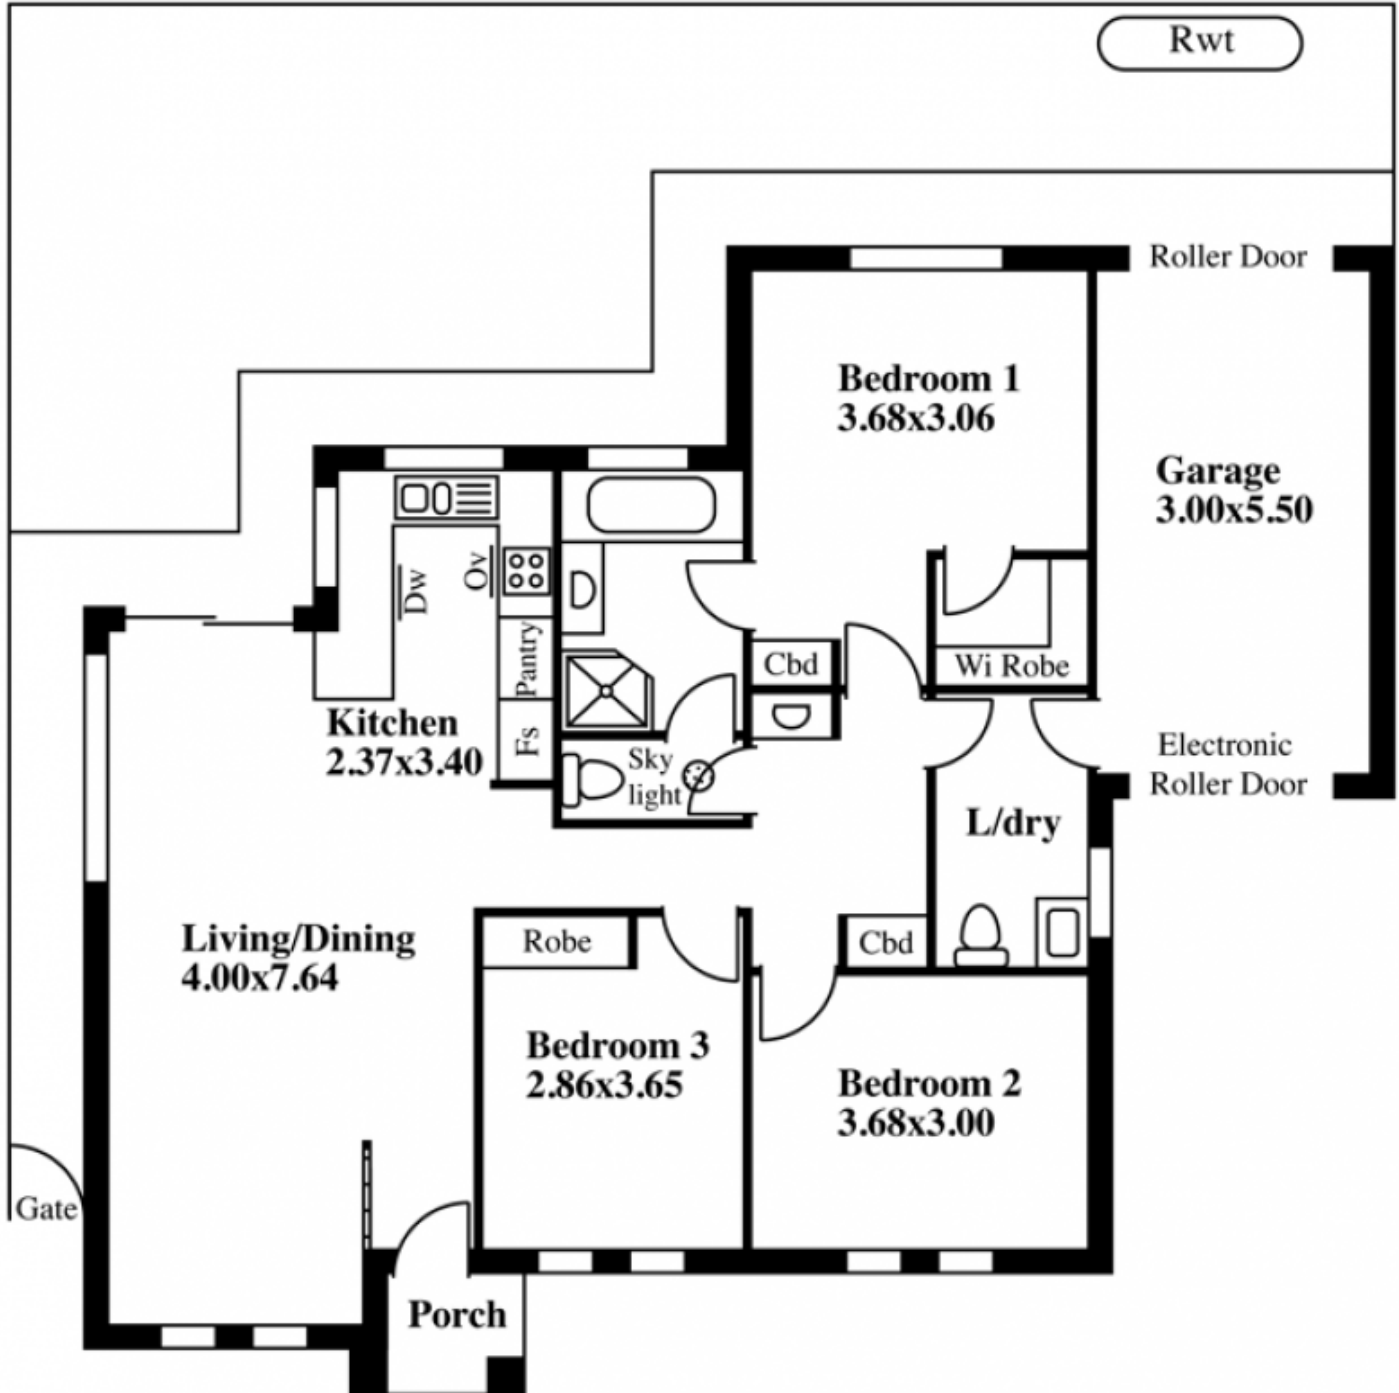 Rwt
Roller Door
Bedroom 1
3.68x3.06
Garage
3.00x5.50
Dw
Ov
Pantry
Fs
Cbd
Wi Robe
Kitchen
2.37x3.40
Sky
light
Electronic
Roller Door
L/dry
Living/Dining
4.00x7.64
Robe
Cbd
Bedroom 3
2.86x3.65
Bedroom 2
3.68x3.00
Gate
Porch